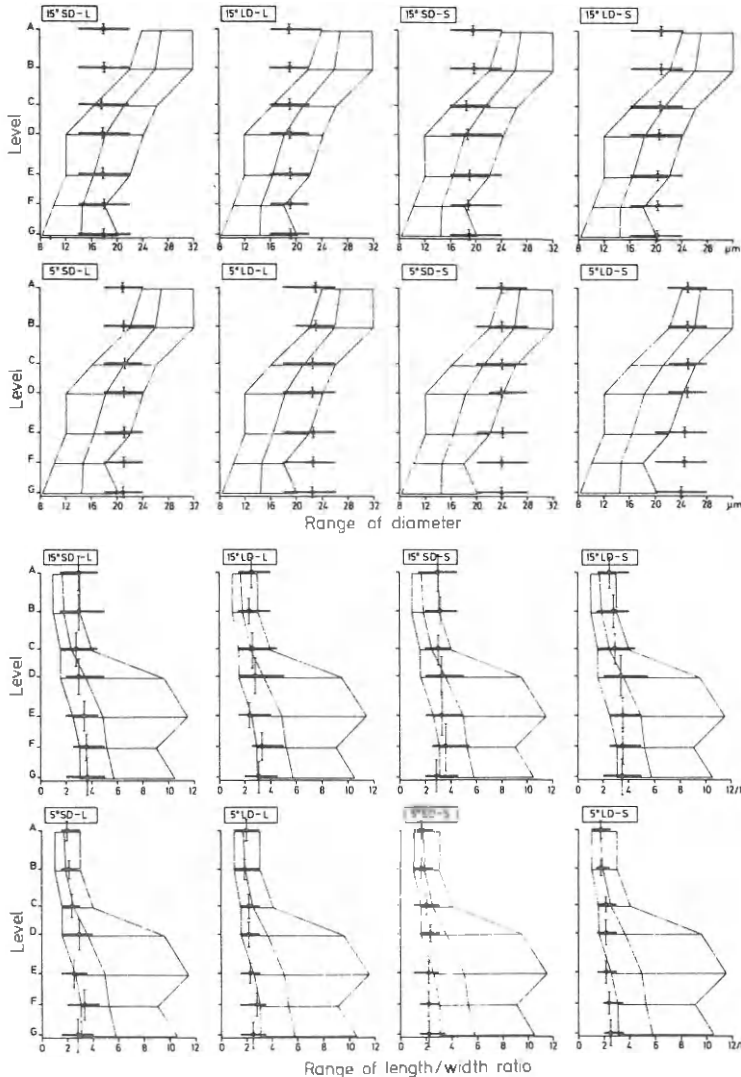 15° SD-L 15° LD-L 15° SD-S 15° LD-S
A
B
C
Level
D
E
F
G
8 12 16 20 24 28 32 8 12 16 20 24 28 32 8 12 16 20 24 28 32 8 12 16 20 24 28 µm
5° SD-L 5° LD-L 5° SD-S 5° LD-S
A
B
C
Level
D
E
F
G
8 12 16 20 24 28 32 8 12 16 20 24 28 32 8 12 16 20 24 28 32 8 12 16 20 24 28 µm
Range of diameter
15° SD-L 15° LD-L 15° SD-S 15° LD-S
A
B
C
Level
D
E
F
G
0 2 4 6 8 10 12 0 2 4 6 8 10 12 0 2 4 6 8 10 12 0 2 4 6 8 10
5° SD-L 5° LD-L 5° LD-S
A
B
C
Level
D
E
F
G
0 2 4 6 8 10 12 0 2 4 6 8 10 12 0 2 4 6 8 10 12 0 2 4 6 8 10
Range of length/width ratio